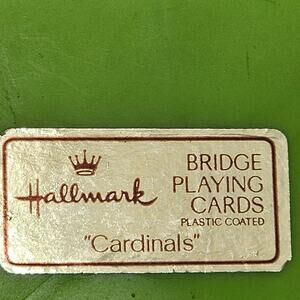 Hallmark
BRIDGE
PLAYING
CARDS
PLASTIC COATED
"Cardinals"